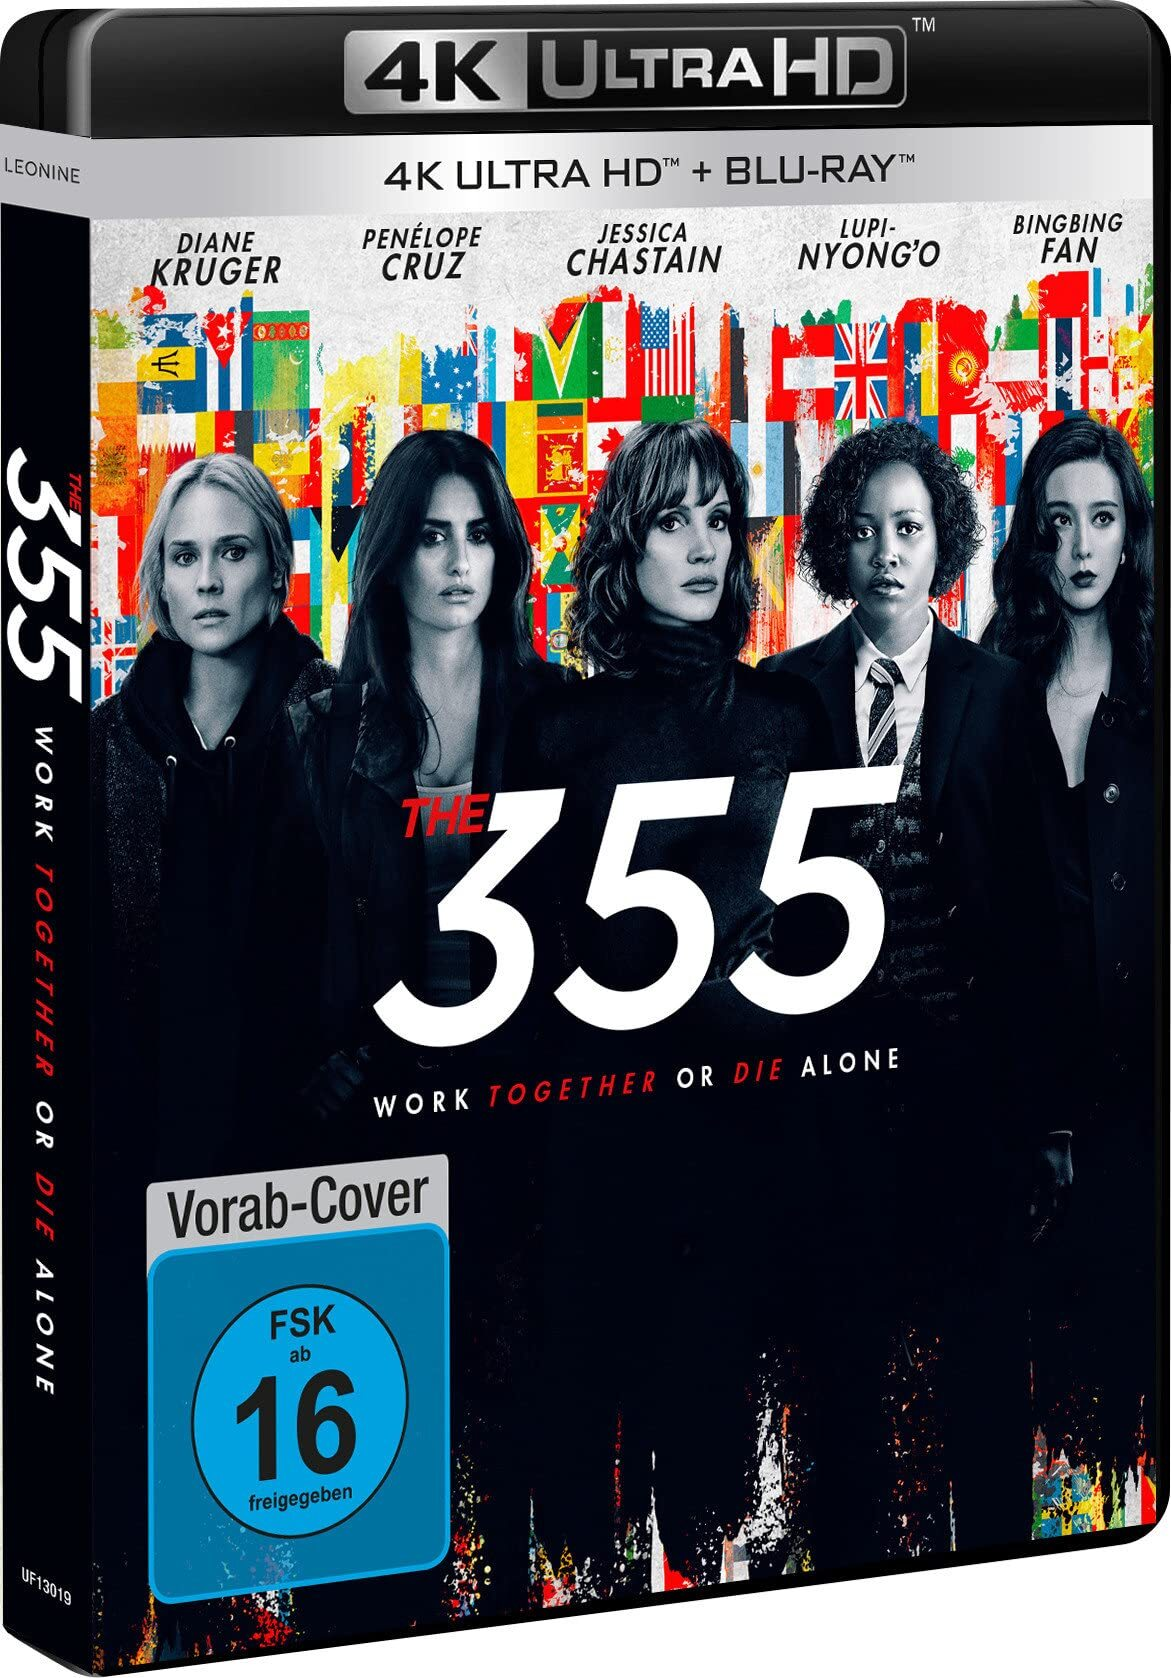 4K ULTRA HD™
4K ULTRA HD™ + BLU-RAY™
LEONINE
DIANE
KRUGER
PENÉLOPE
CRUZ
JESSICA
CHASTAIN
LUPI-
NYONG'O
BINGBING
FAN
THE
355
WORK TOGETHER OR DIE ALONE
THE
355
WORK TOGETHER OR DIE ALONE
Vorab-Cover
FSK
ab
16
freigegeben
UF13019